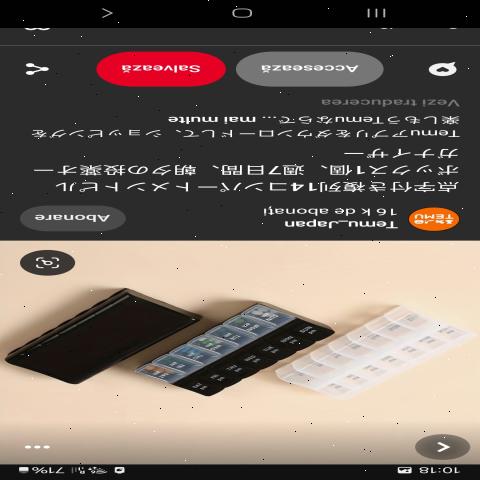 10:18
71%
TEMU
Temu_Japan
16 k de abonați
Abonare
点字付き複列14コンパートメントピル
ボックス1個、週7日間、朝夕の投薬オー
ガナイザー
Temuアプリをダウンロードして、ショッピングを
楽しもう Temuならで... mai multe
Vezi traducerea
Accesează
Salvează